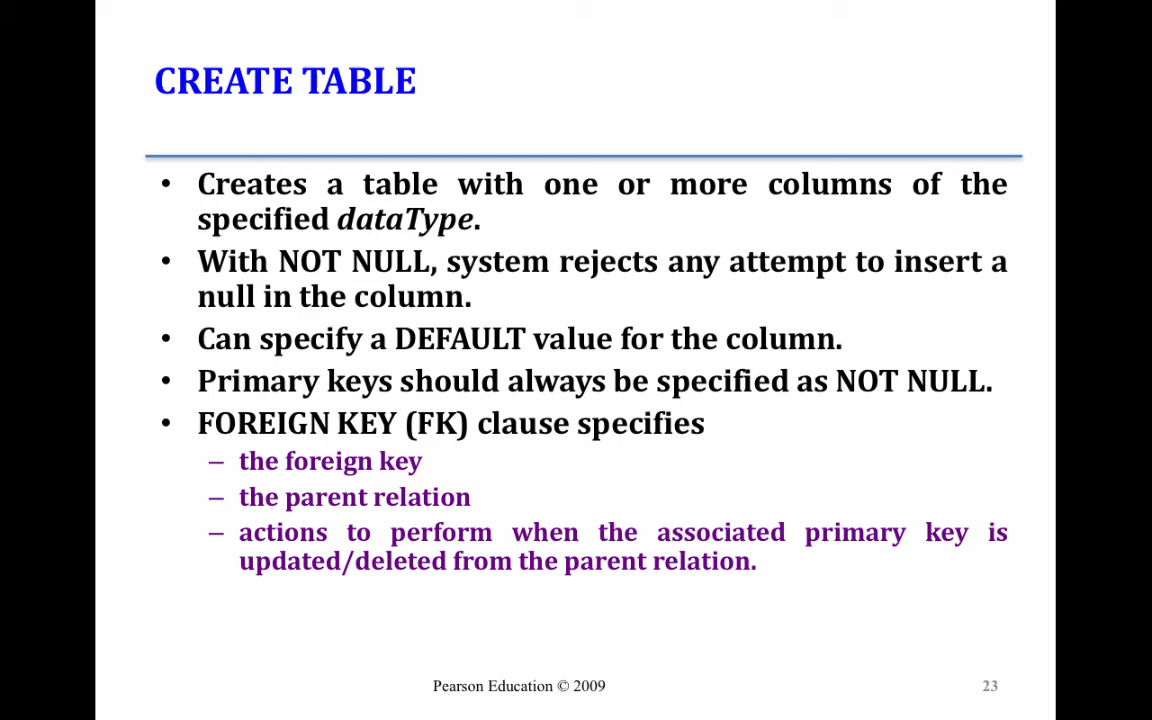 CREATE TABLE
• Creates a table with one or more columns of the
specified dataType.
• With NOT NULL, system rejects any attempt to insert a
null in the column.
• Can specify a DEFAULT value for the column.
• Primary keys should always be specified as NOT NULL.
• FOREIGN KEY (FK) clause specifies
– the foreign key
– the parent relation
– actions to perform when the associated primary key is
updated/deleted from the parent relation.
Pearson Education © 2009
23